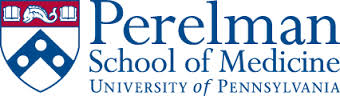 Perelman
School of Medicine
University of Pennsylvania